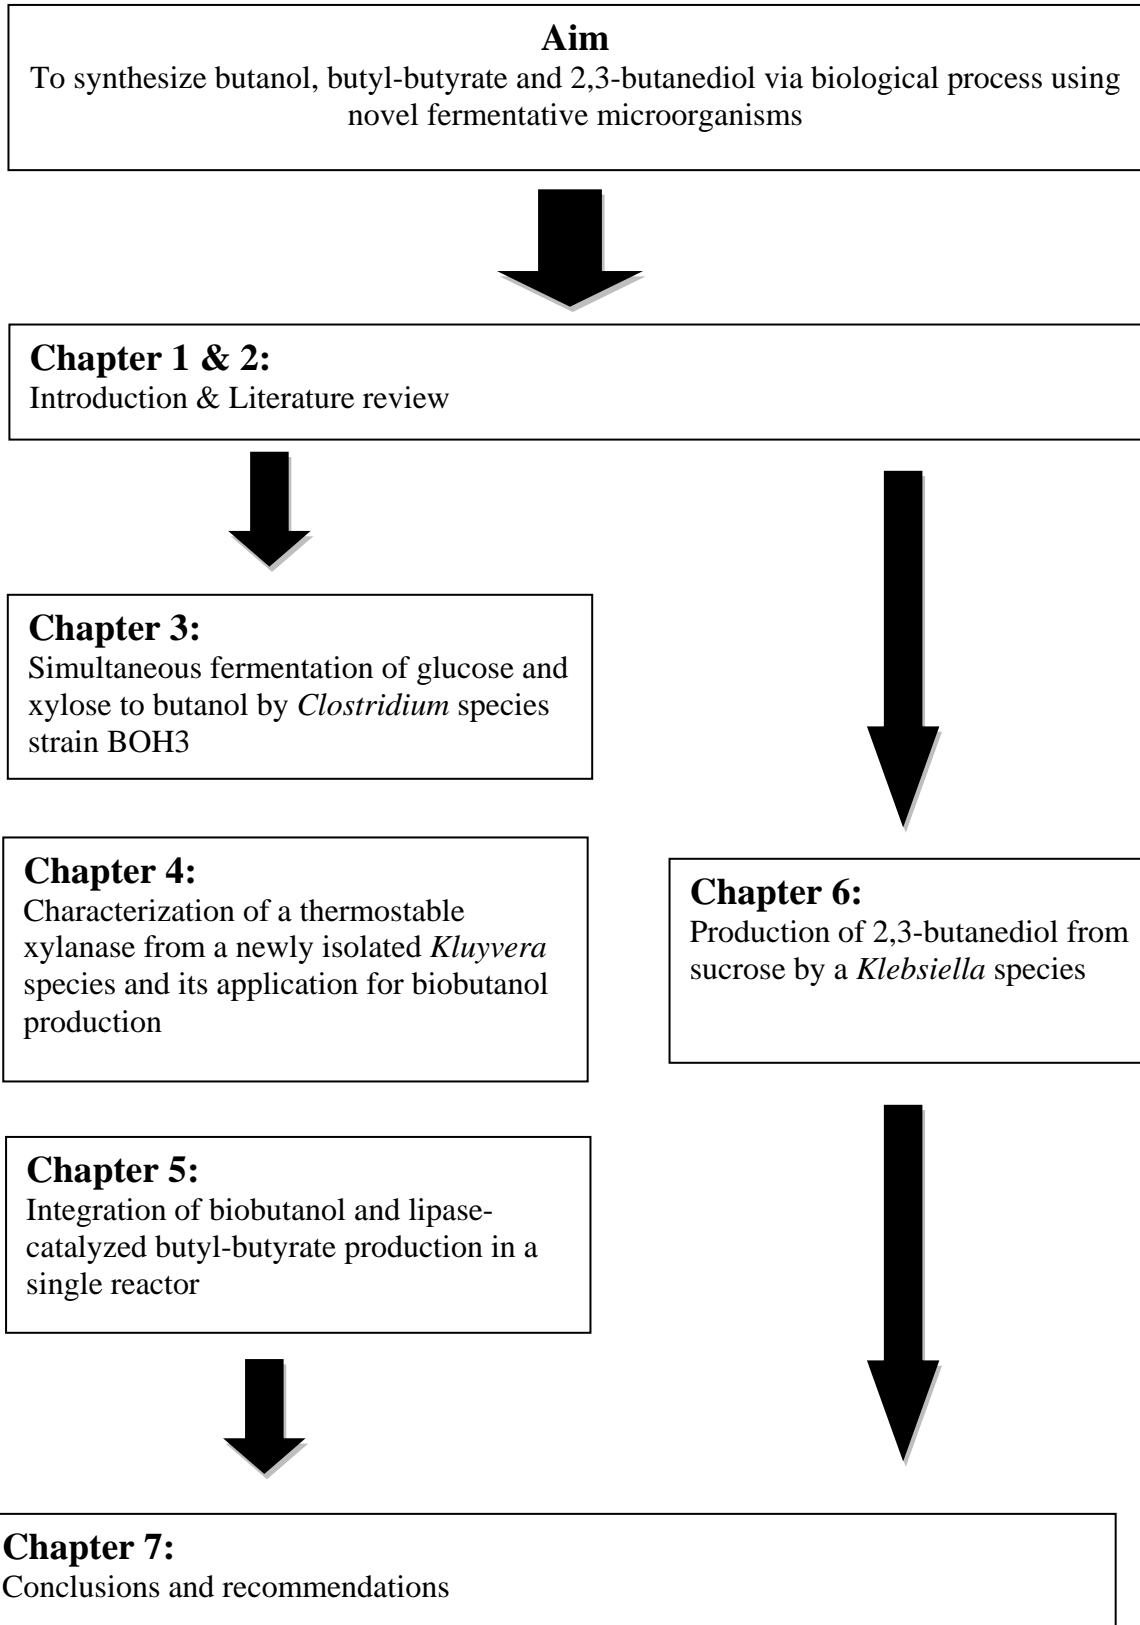 Aim
To synthesize butanol, butyl-butyrate and 2,3-butanediol via biological process using
novel fermentative microorganisms
Chapter 1 & 2:
Introduction & Literature review
Chapter 3:
Simultaneous fermentation of glucose and
xylose to butanol by Clostridium species
strain BOH3
Chapter 4:
Characterization of a thermostable
xylanase from a newly isolated Kluyvera
species and its application for biobutanol
production
Chapter 5:
Integration of biobutanol and lipase-
catalyzed butyl-butyrate production in a
single reactor
Chapter 6:
Production of 2,3-butanediol from
sucrose by a Klebsiella species
Chapter 7:
Conclusions and recommendations